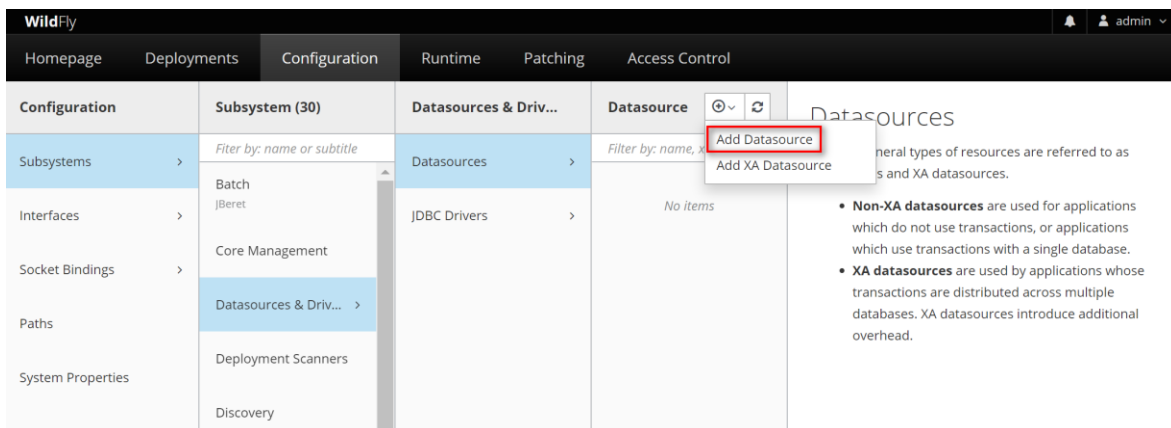 WildFly
admin
Homepage Deployments Configuration Runtime Patching Access Control
Configuration
Subsystems
Interfaces
Socket Bindings
Paths
System Properties
Subsystem (30)
Fiter by: name or subtitle
Batch
JBeret
Core Management
Datasources & Driv...
Deployment Scanners
Discovery
Datasources & Driv...
Datasources
JDBC Drivers
Datasource
Filter by: name, x
Add Datasource
Add XA Datasource
No items
Datasources
neral types of resources are referred to as
s and XA datasources.
• Non-XA datasources are used for applications
which do not use transactions, or applications
which use transactions with a single database.
• XA datasources are used by applications whose
transactions are distributed across multiple
databases. XA datasources introduce additional
overhead.